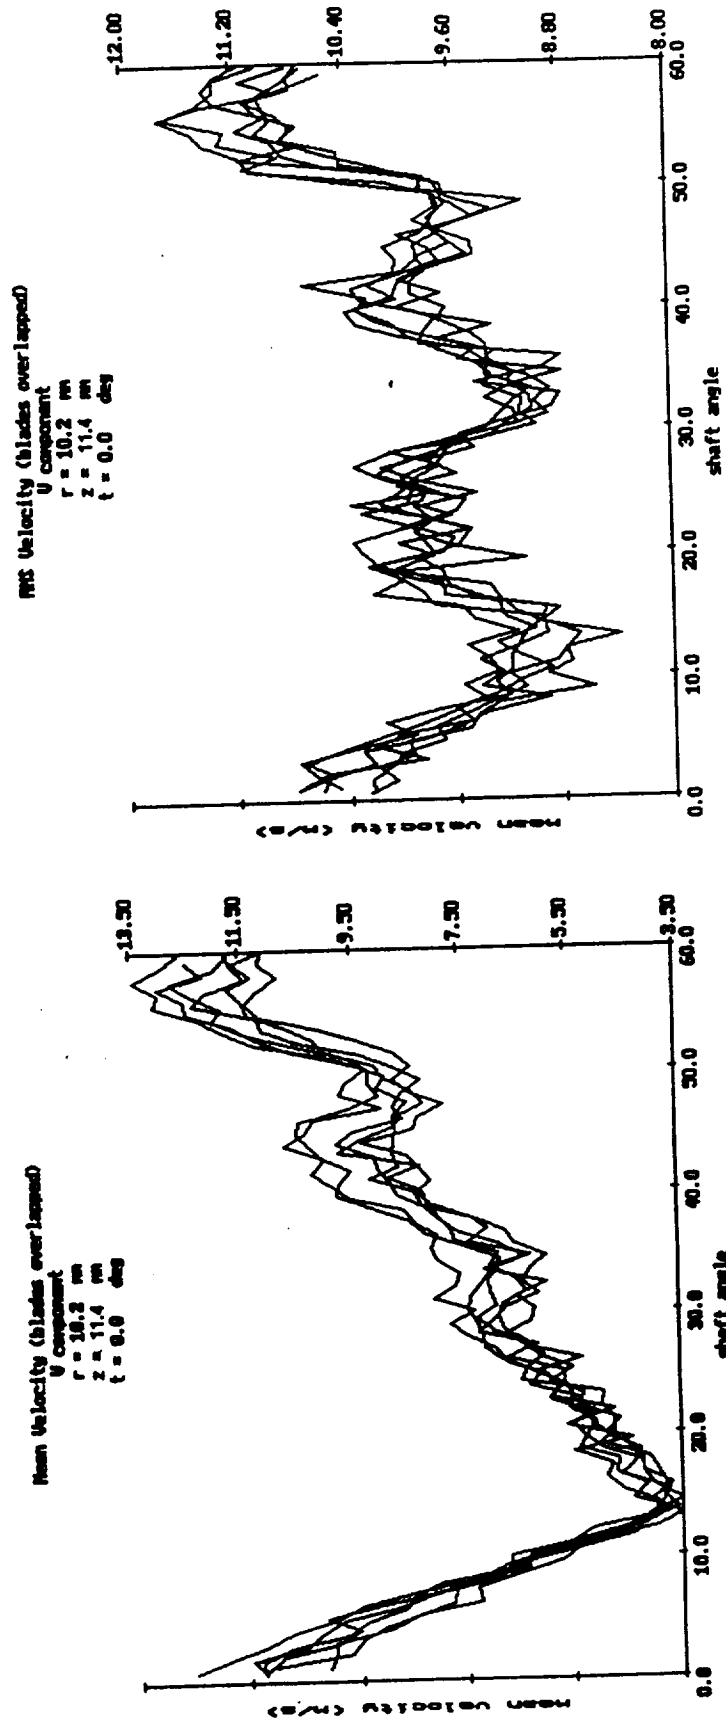 Mean Velocity (blades overlapped)
U component
r = 10.2 mm
z = 11.4 mm
t = 0.0 deg
mean velocity (m/s)
13.50
11.50
9.50
7.50
5.50
3.50
0.0 10.0 20.0 30.0 40.0 50.0 60.0
shaft angle
RMS Velocity (blades overlapped)
U component
r = 10.2 mm
z = 11.4 mm
t = 0.0 deg
mean velocity (m/s)
12.00
11.20
10.40
9.60
8.80
8.00
0.0 10.0 20.0 30.0 40.0 50.0 60.0
shaft angle